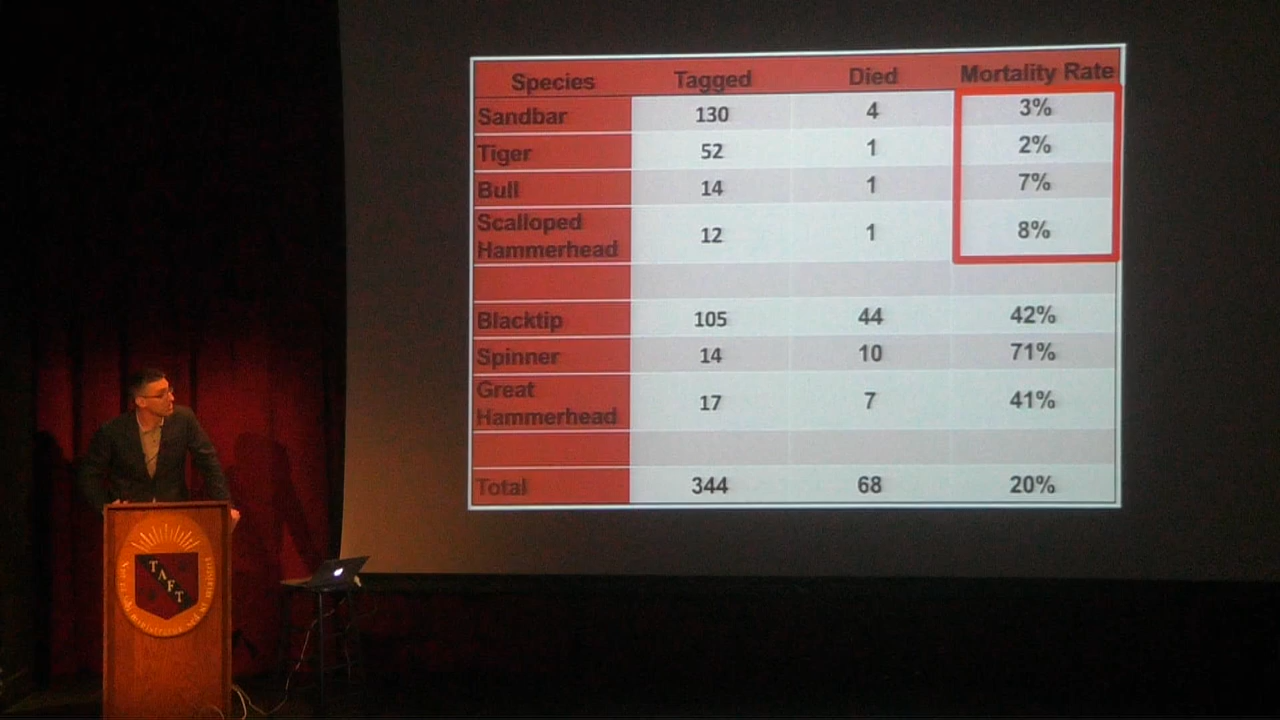 Species Tagged Died Mortality Rate
Sandbar 130 4 3%
Tiger 52 1 2%
Bull 14 1 7%
Scalloped
Hammerhead 12 1 8%
Blacktip 105 44 42%
Spinner 14 10 71%
Great
Hammerhead 17 7 41%
Total 344 68 20%
TAFT